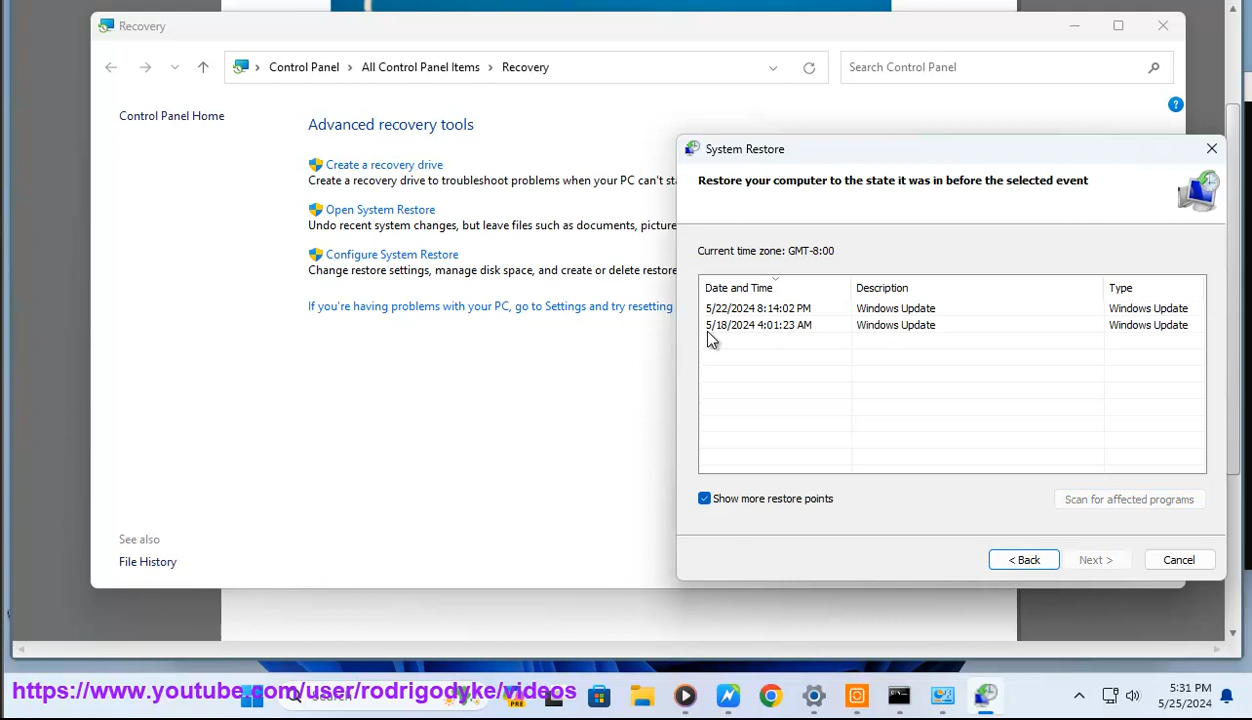 Recovery
Control Panel > All Control Panel Items > Recovery
Search Control Panel
Control Panel Home
Advanced recovery tools
Create a recovery drive
Create a recovery drive to troubleshoot problems when your PC can't sta
Open System Restore
Undo recent system changes, but leave files such as documents, picture
Configure System Restore
Change restore settings, manage disk space, and create or delete restore
If you're having problems with your PC, go to Settings and try resetting
See also
File History
System Restore
Restore your computer to the state it was in before the selected event
Current time zone: GMT-8:00
Date and Time Description Type
5/22/2024 8:14:02 PM Windows Update Windows Update
5/18/2024 4:01:23 AM Windows Update Windows Update
Show more restore points
Scan for affected programs
< Back Next > Cancel
https://www.youtube.com/user/rodrigodyke/videos
Search
PRE
5:31 PM
5/25/2024